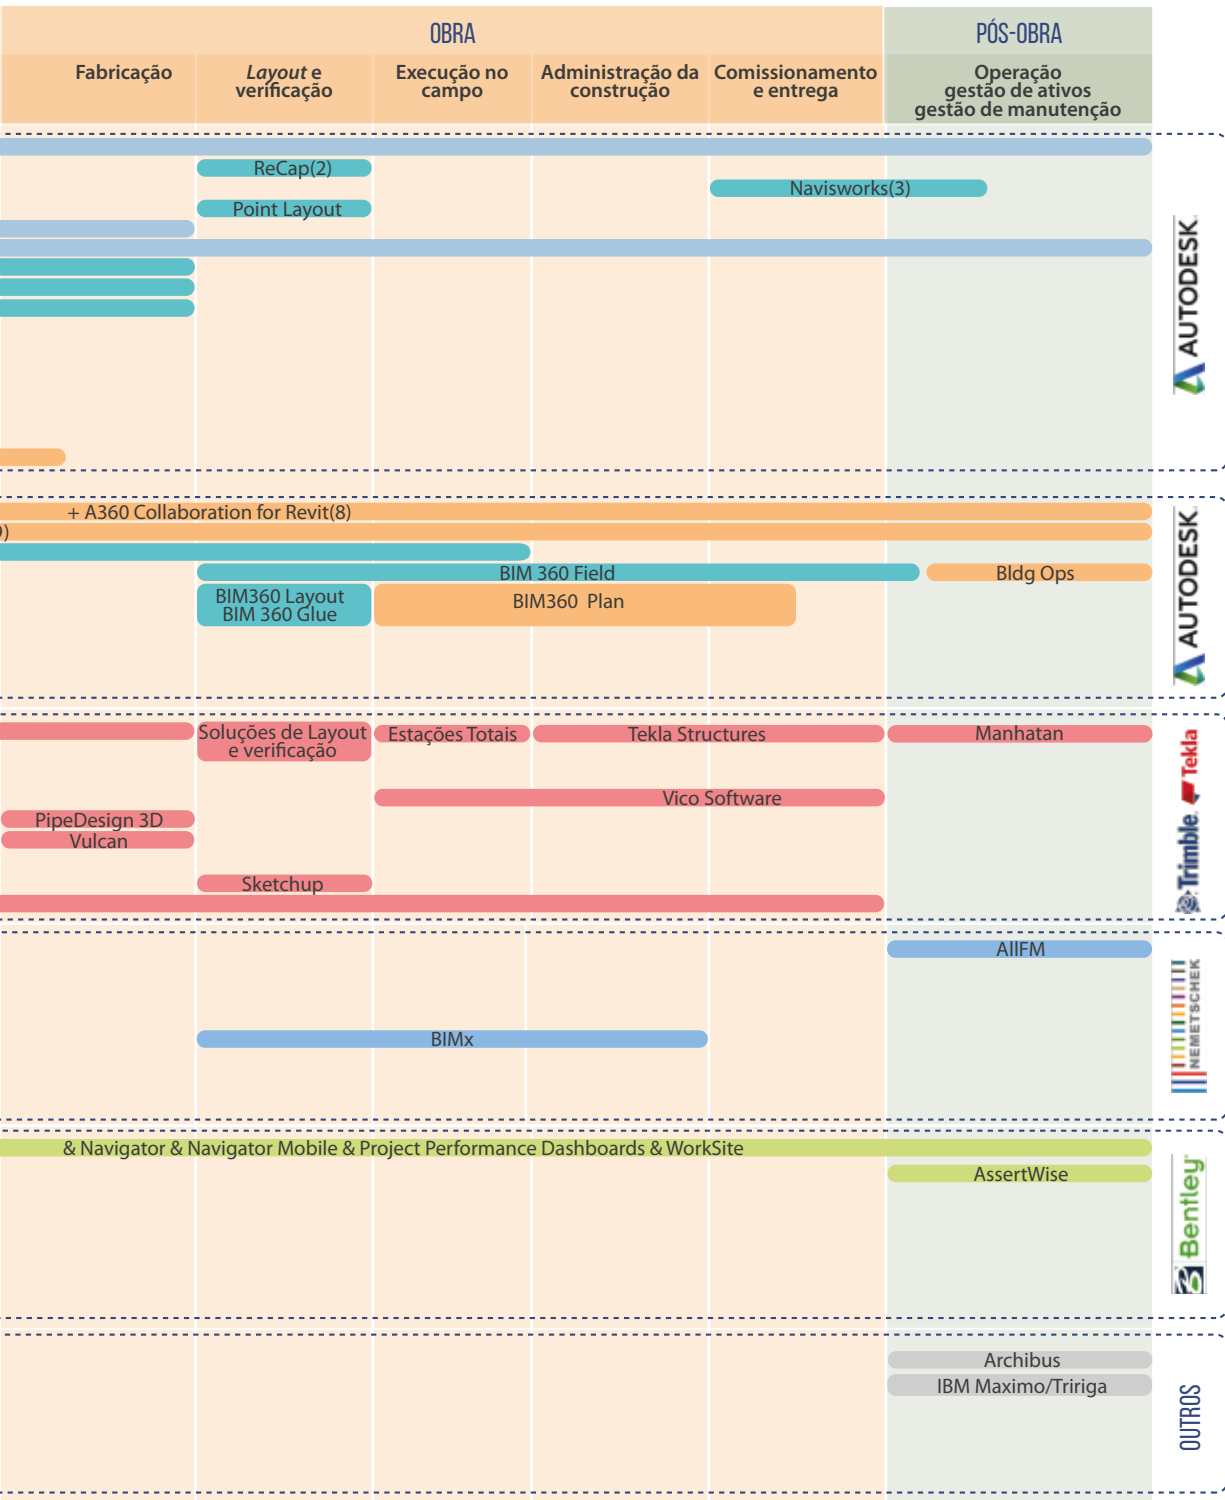 OBRA
PÓS-OBRA
Fabricação
Layout e
verificação
Execução no
campo
Administração da
construção
Comissionamento
e entrega
Operação
gestão de ativos
gestão de manutenção
ReCap(2)
Navisworks(3)
Point Layout
AUTODESK
+ A360 Collaboration for Revit(8)
)
BIM 360 Field
Bldg Ops
BIM360 Layout
BIM 360 Glue
BIM360 Plan
AUTODESK
Soluções de Layout
e verificação
Estações Totais
Tekla Structures
Manhatan
Vico Software
PipeDesign 3D
Vulcan
Sketchup
Trimble. Tekla
AllFM
BIMx
NEMETSCHEK
& Navigator & Navigator Mobile & Project Performance Dashboards & WorkSite
AssertWise
Bentley
Archibus
IBM Maximo/Tririga
OUTROS